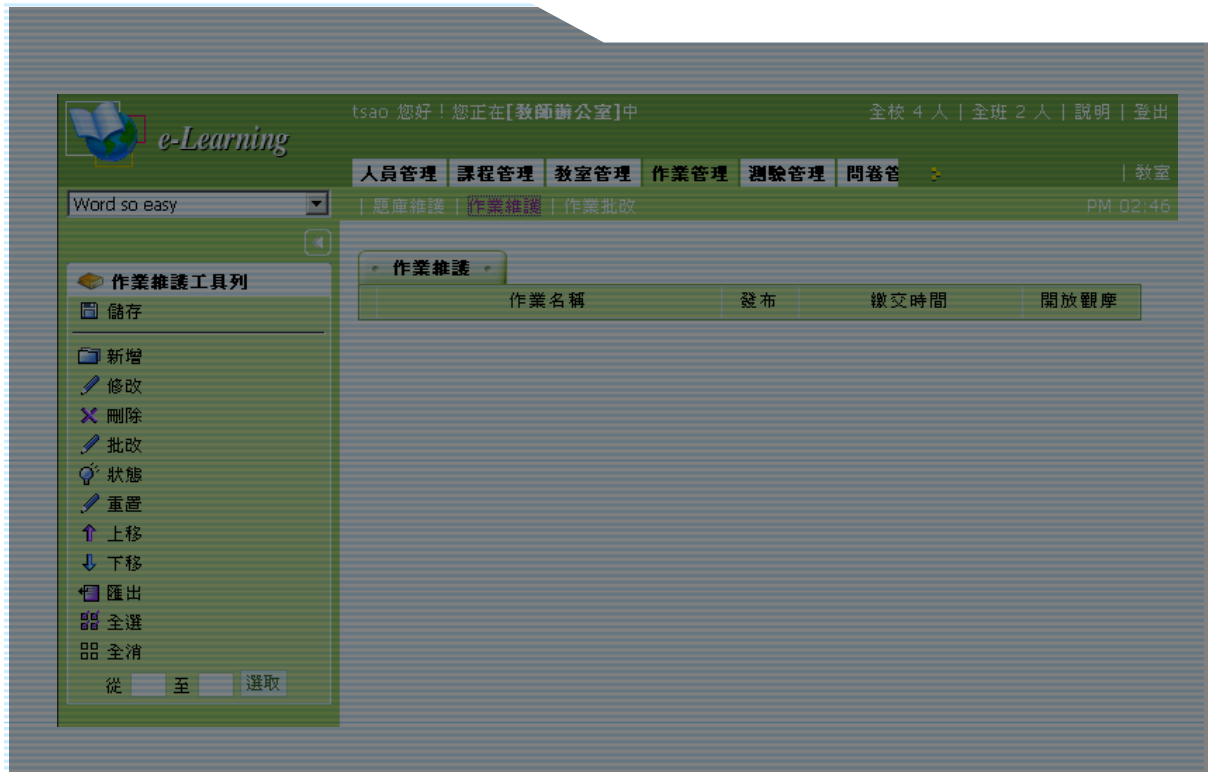 tsao 您好！您正在[教師辦公室]中
全校 4 人 | 全班 2 人 | 說明 | 登出
e-Learning
人員管理 課程管理 教室管理 作業管理 測驗管理 問卷管
| 教室
Word so easy
| 題庫維護 | 作業維護 | 作業批改
PM 02:46
作業維護工具列
儲存
新增
修改
刪除
批改
狀態
重置
上移
下移
匯出
全選
全消
從 至 選取
作業維護
作業名稱 發布 繳交時間 開放觀摩